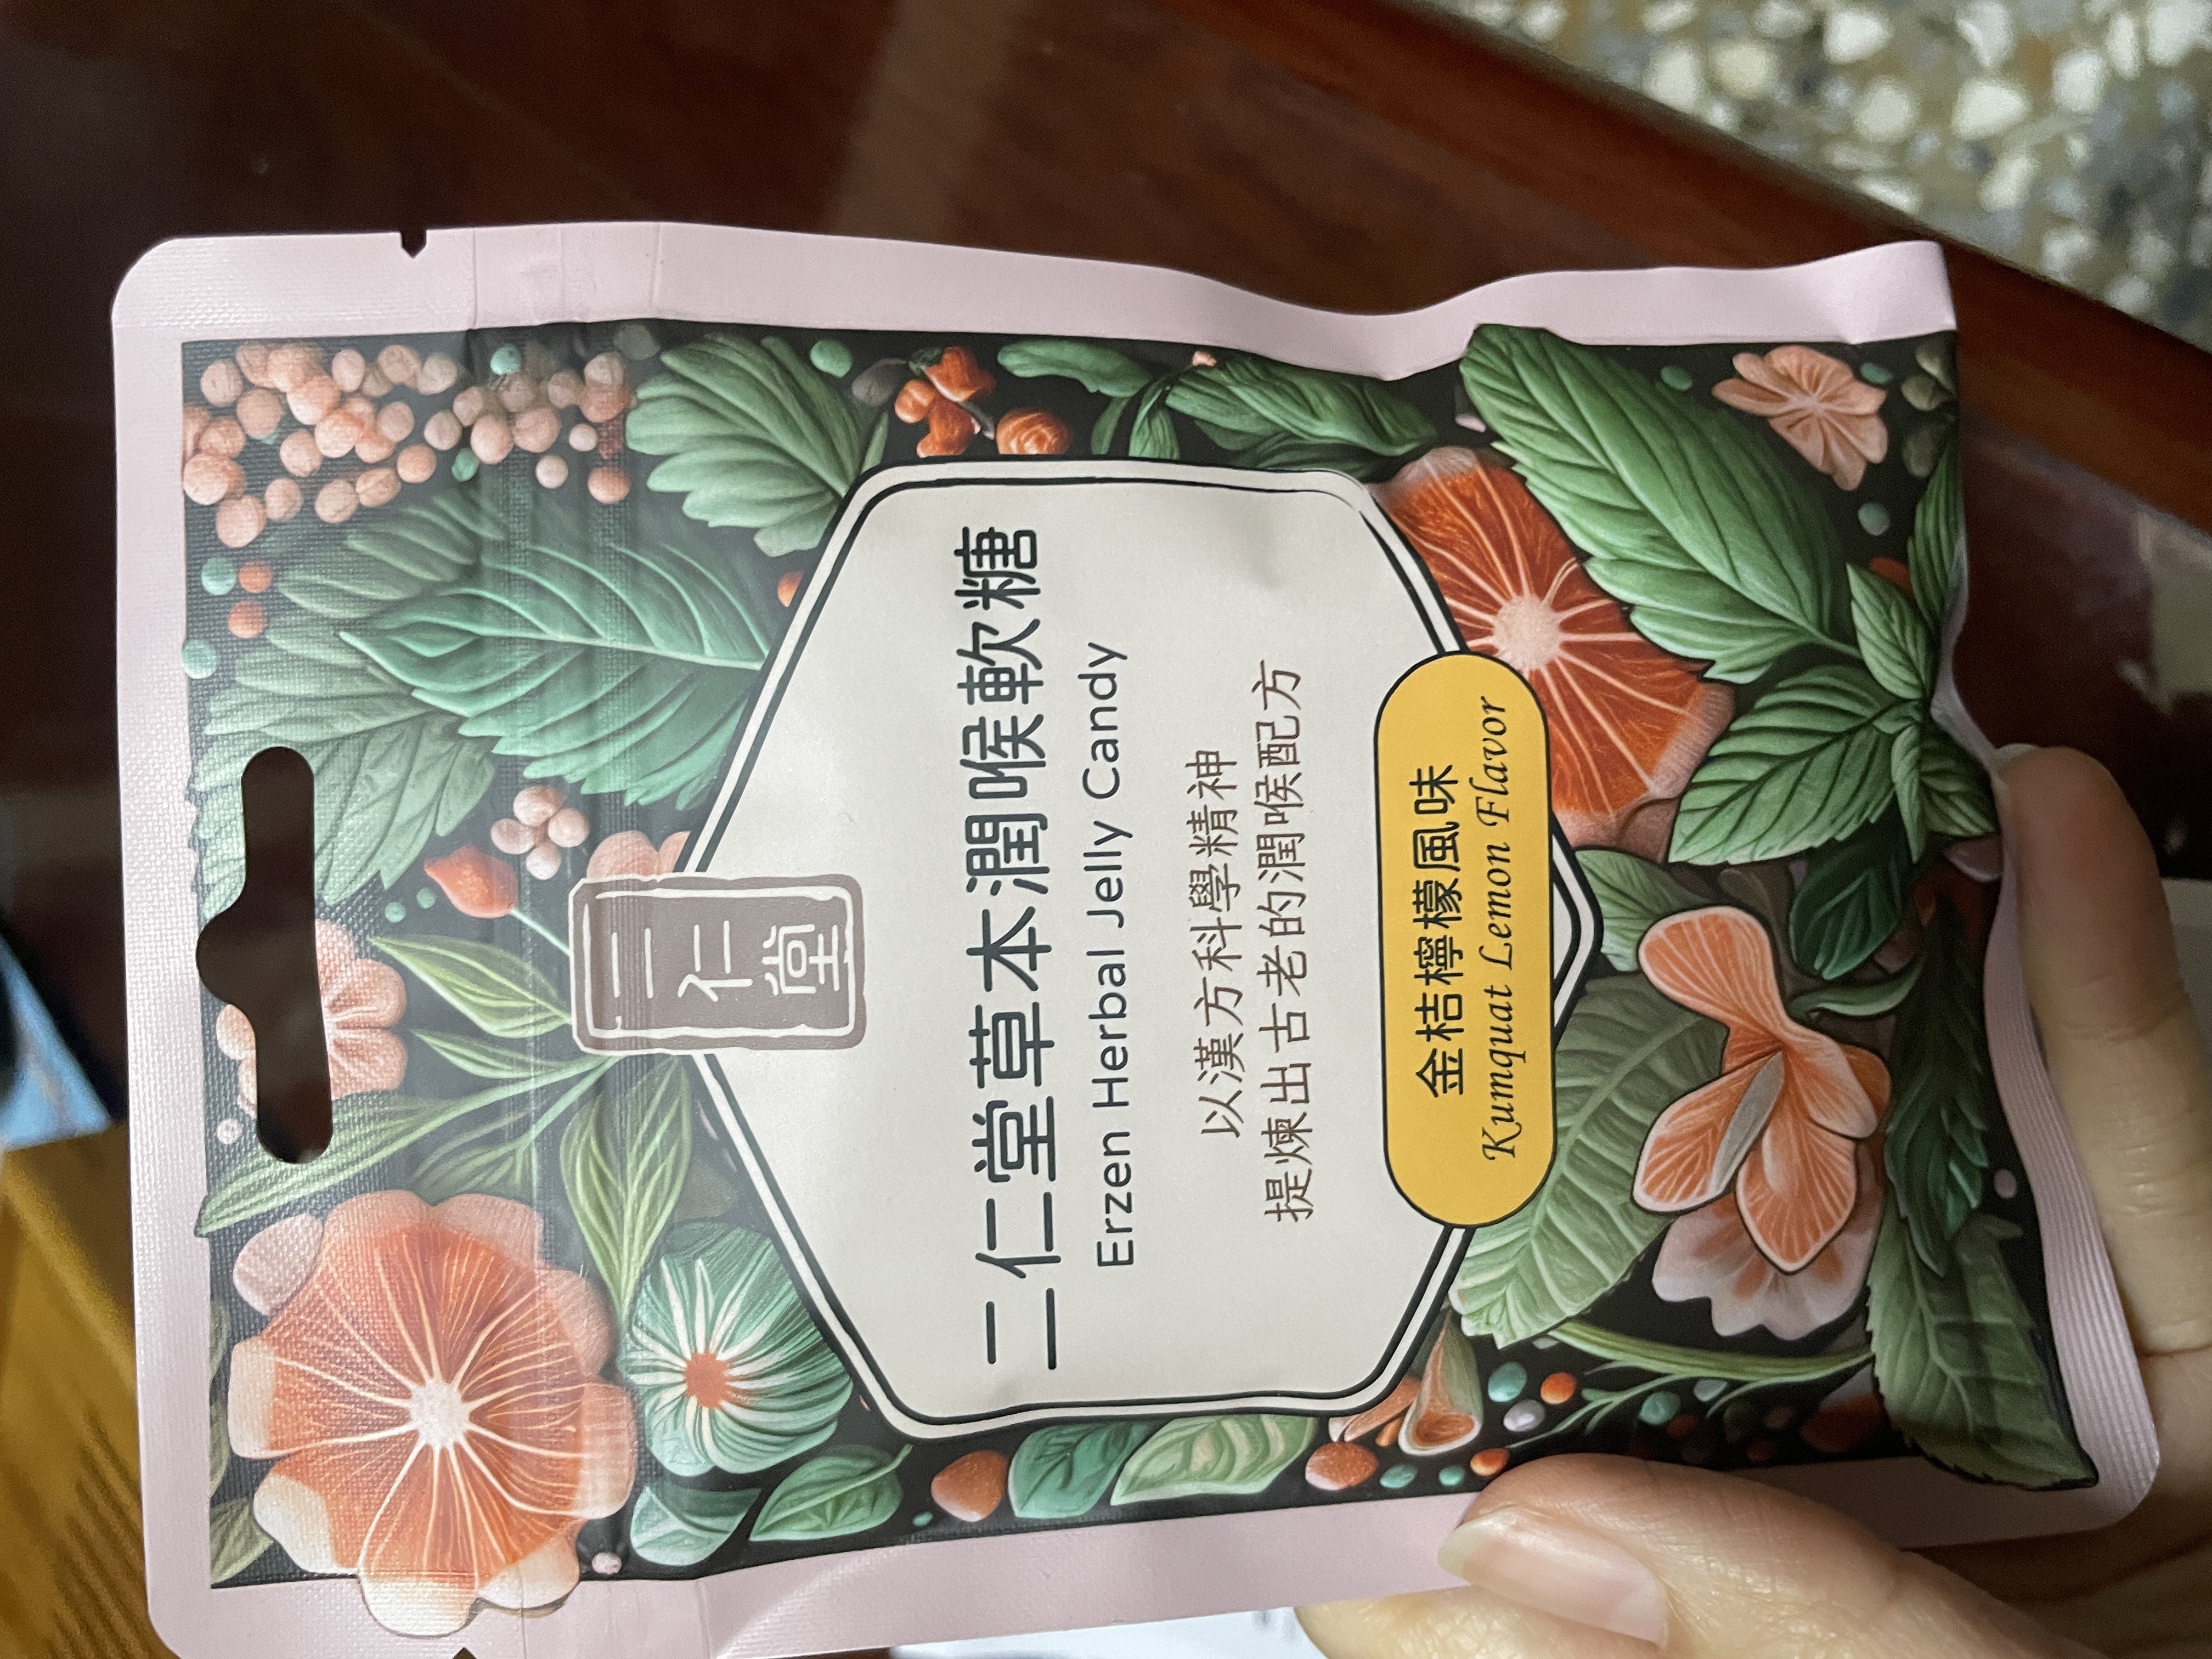 二仁堂
二仁堂草本潤喉軟糖
Erzen Herbal Jelly Candy
以漢方科學精神
提煉出古老的潤喉配方
金桔檸檬風味
Kumquat Lemon Flavor